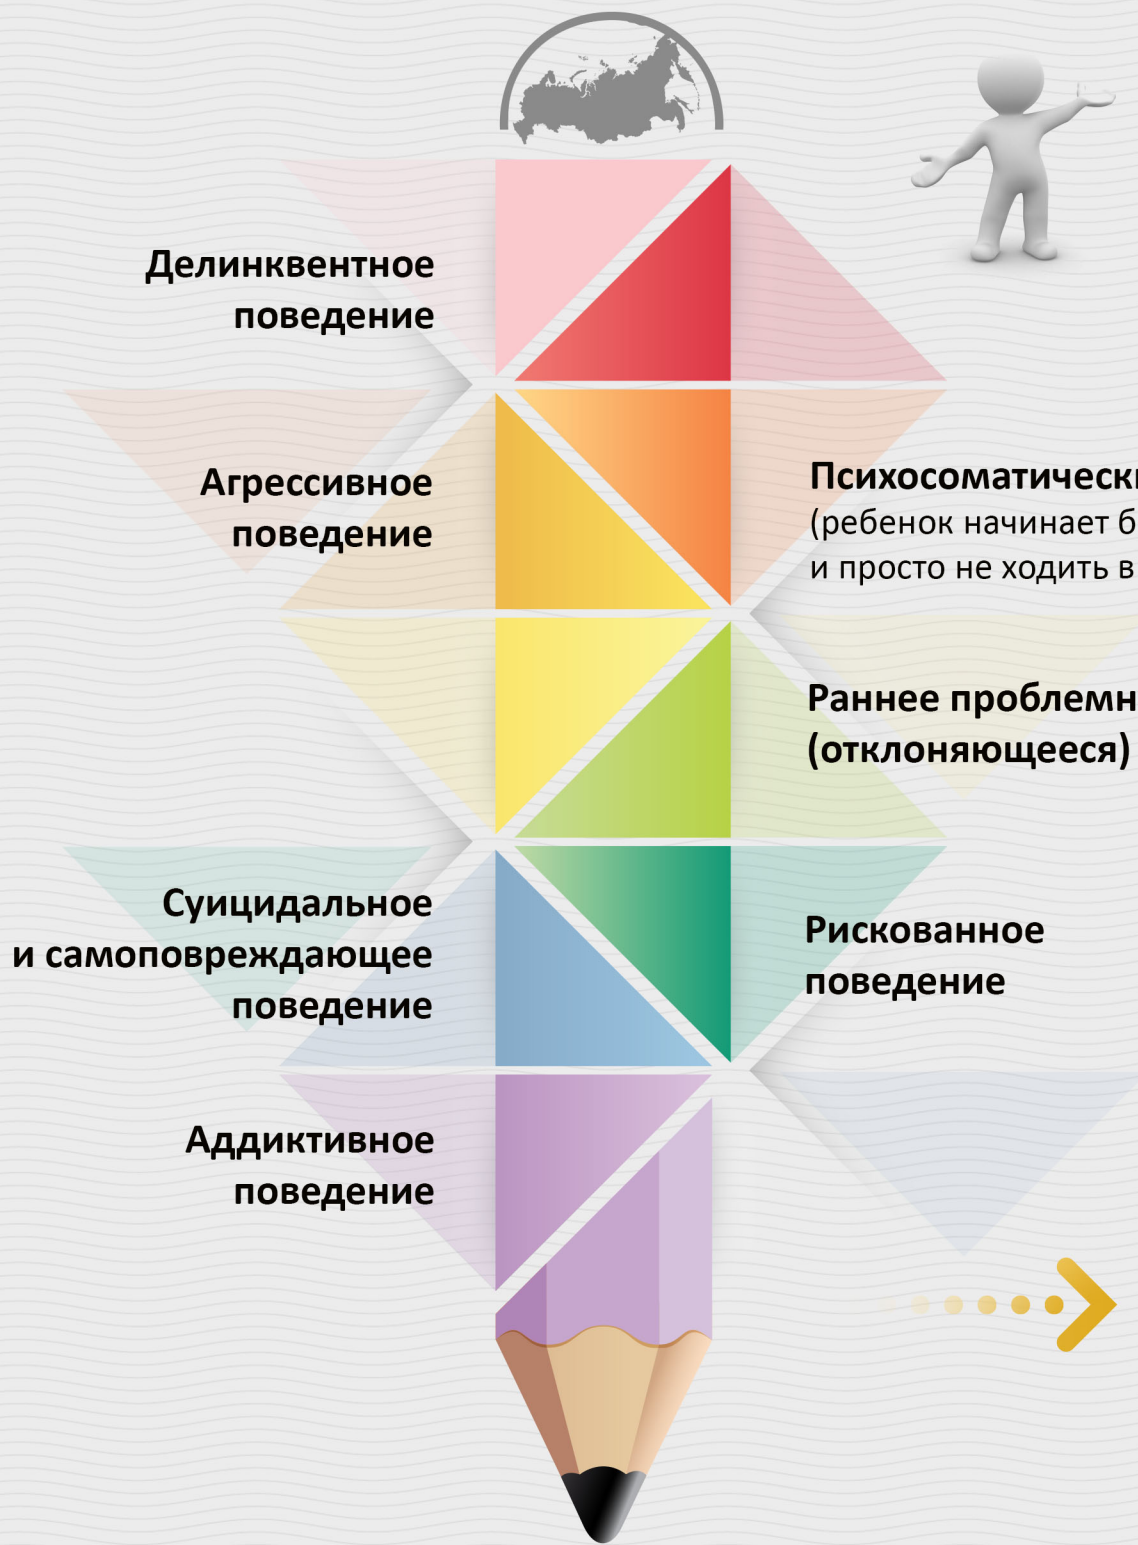 Делинквентное
поведение
Агрессивное
поведение
Психосоматическ
(ребенок начинает б
и просто не ходить в
Раннее проблемн
(отклоняющееся)
Суицидальное
и самоповреждающее
поведение
Рискованное
поведение
Аддиктивное
поведение